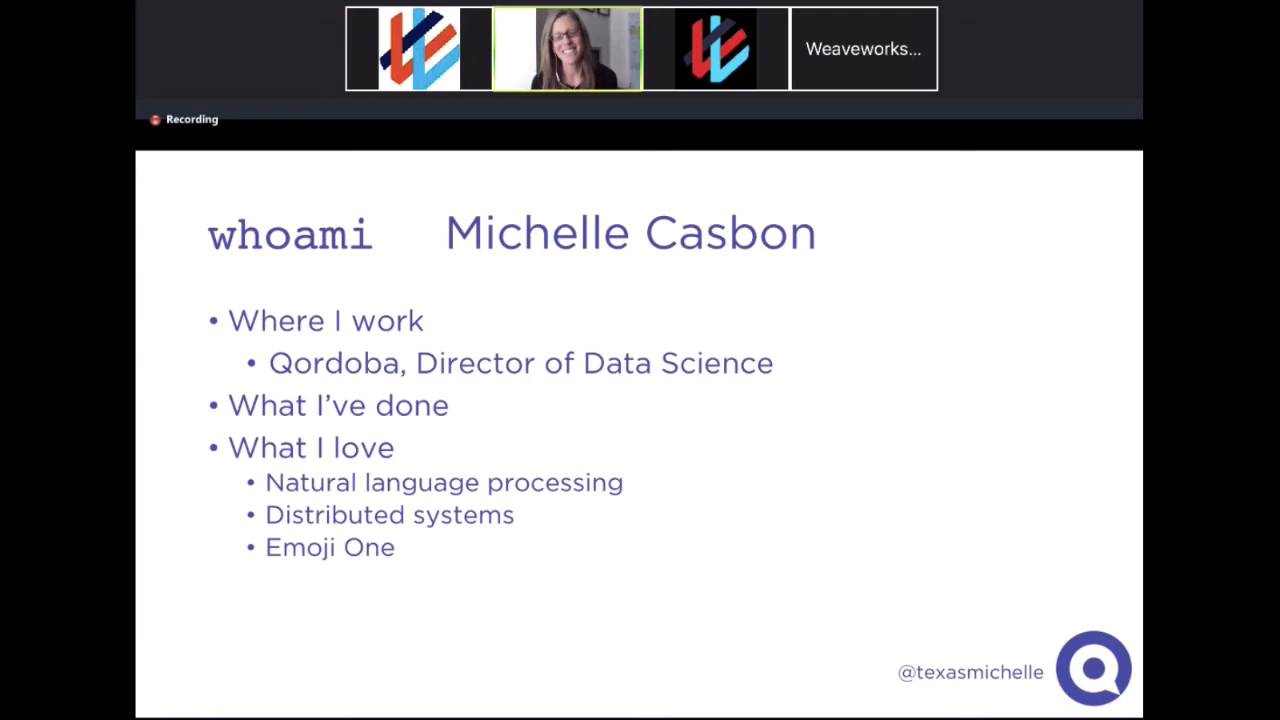 Weaveworks...
Recording
whoami Michelle Casbon
• Where I work
• Qordoba, Director of Data Science
• What I’ve done
• What I love
• Natural language processing
• Distributed systems
• Emoji One
@texasmichelle